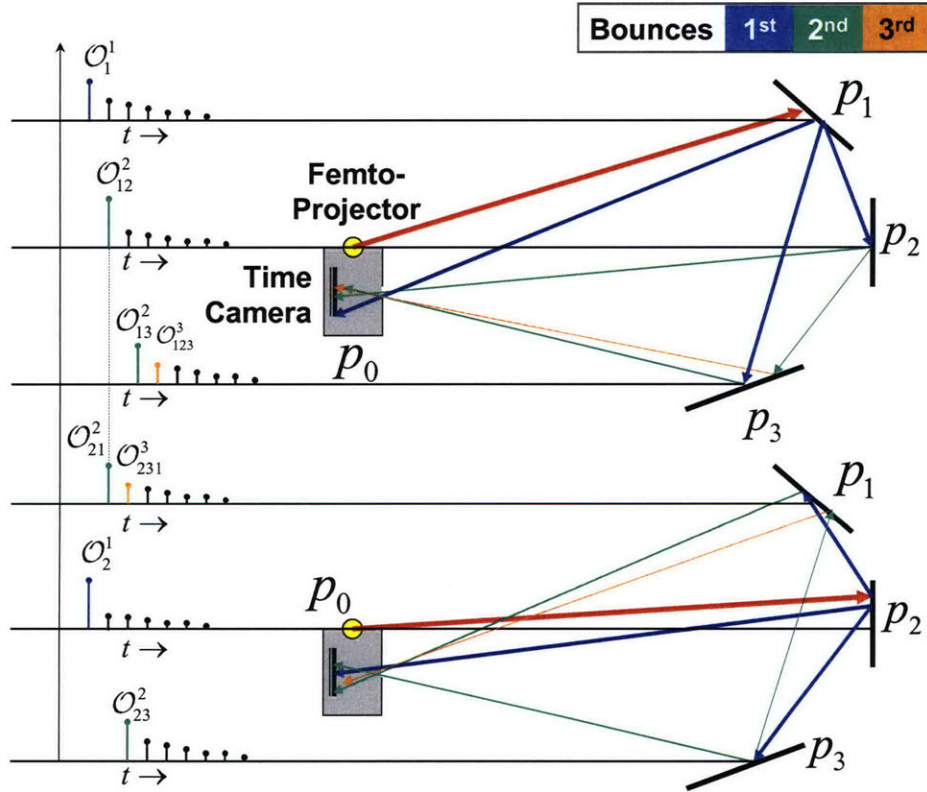 Bounces 1st 2nd 3rd
𝒪₁¹
p₁
t →
𝒪₁₂²
Femto-
Projector
p₂
t →
Time
Camera
𝒪₁₃² 𝒪₁₂₃³
p₀
t →
p₃
𝒪₂₁² 𝒪₂₃₁³
p₁
t →
𝒪₂¹
p₀
p₂
t →
𝒪₂₃²
p₃
t →